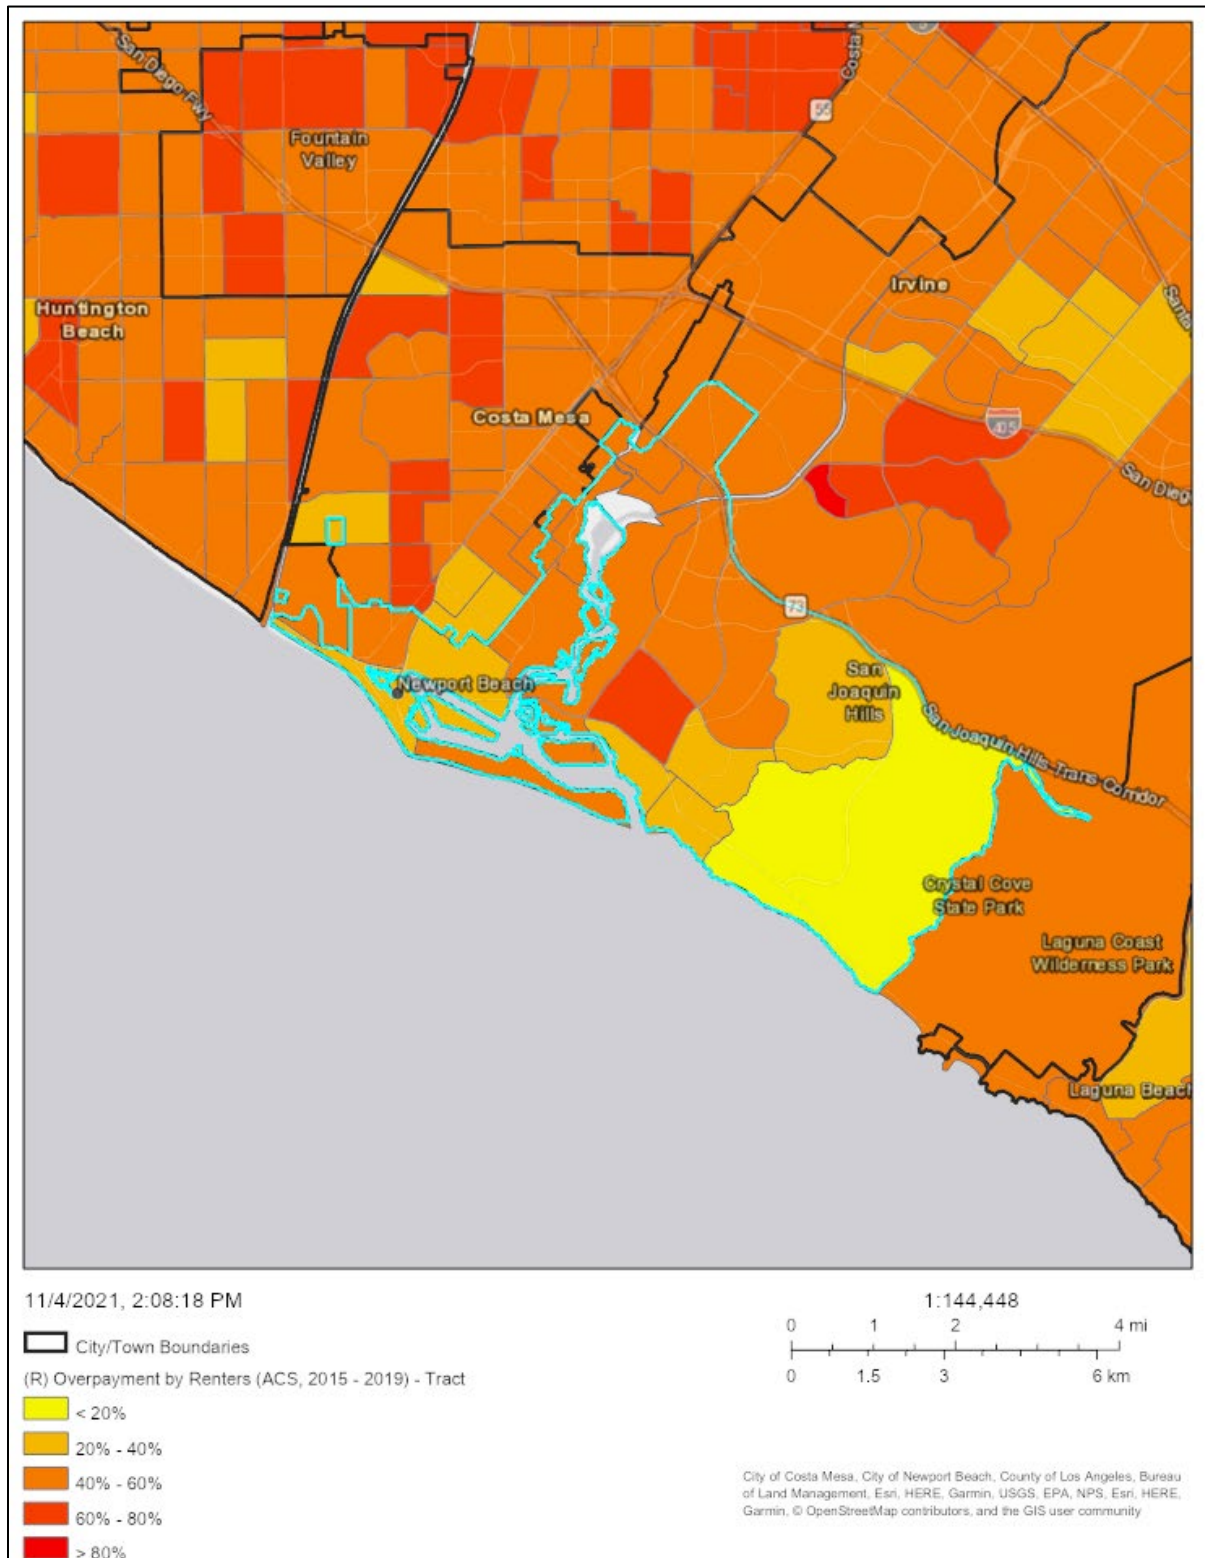 San Diego Fwy
Costa M
5
55
Fountain
Valley
Irvine
Santa
Huntington
Beach
Costa Mesa
405
San Dieg
73
San
Joaquin
Hills
Newport Beach
San Joaquin Hills Trans Corridor
Crystal Cove
State Park
Laguna Coast
Wilderness Park
Laguna Beach
11/4/2021, 2:08:18 PM
1:144,448
0 1 2 4 mi
0 1.5 3 6 km
City/Town Boundaries
(R) Overpayment by Renters (ACS, 2015 - 2019) - Tract
< 20%
20% - 40%
40% - 60%
60% - 80%
> 80%
City of Costa Mesa, City of Newport Beach, County of Los Angeles, Bureau
of Land Management, Esri, HERE, Garmin, USGS, EPA, NPS, Esri, HERE,
Garmin, © OpenStreetMap contributors, and the GIS user community